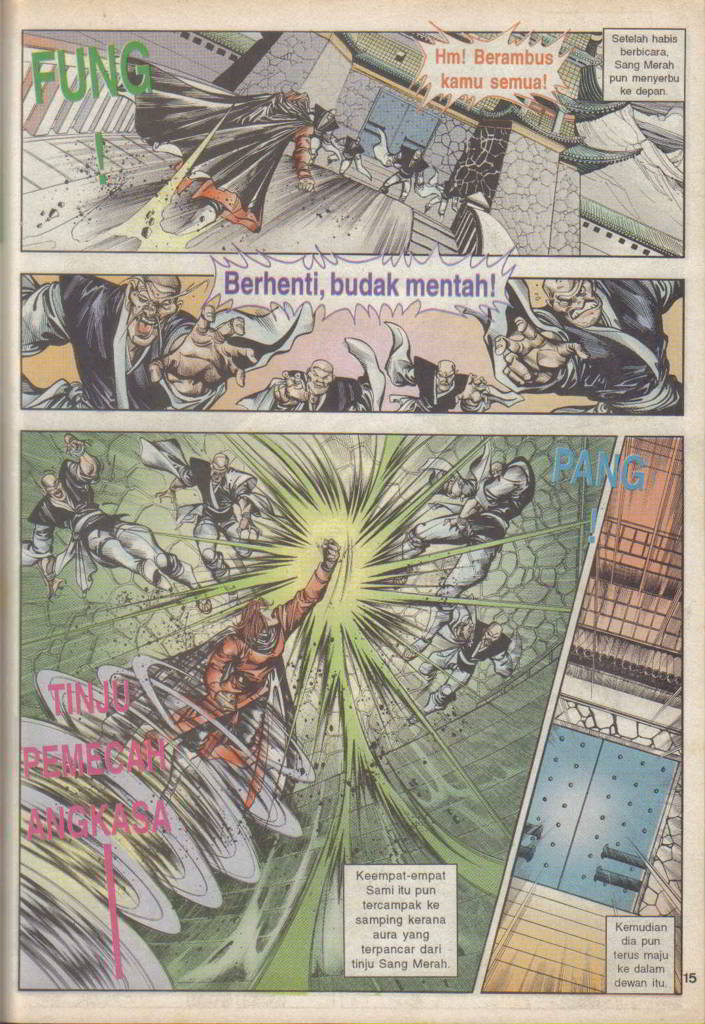 FUNG
!
Hm! Berambus
kamu semua!
Setelah habis
berbicara,
Sang Merah
pun menyerbu
ke depan.
Berhenti, budak mentah!
PANG
!
TINJU
PEMECAH
ANGKASA
!
Keempat-empat
Sami itu pun
tercampak ke
samping kerana
aura yang
terpancar dari
tinju Sang Merah.
Kemudian
dia pun
terus maju
ke dalam
dewan itu.
15